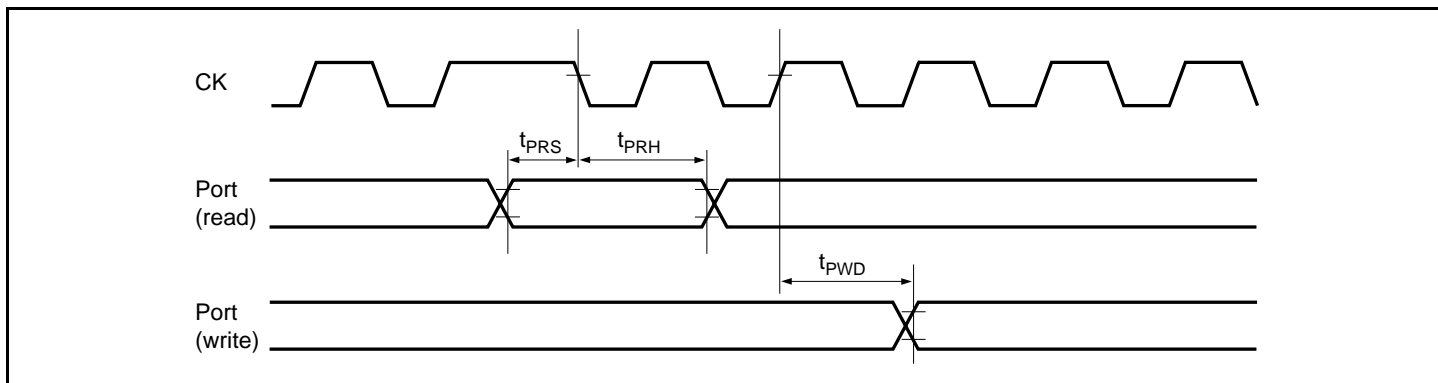 CK
tPRS
tPRH
Port
(read)
tPWD
Port
(write)